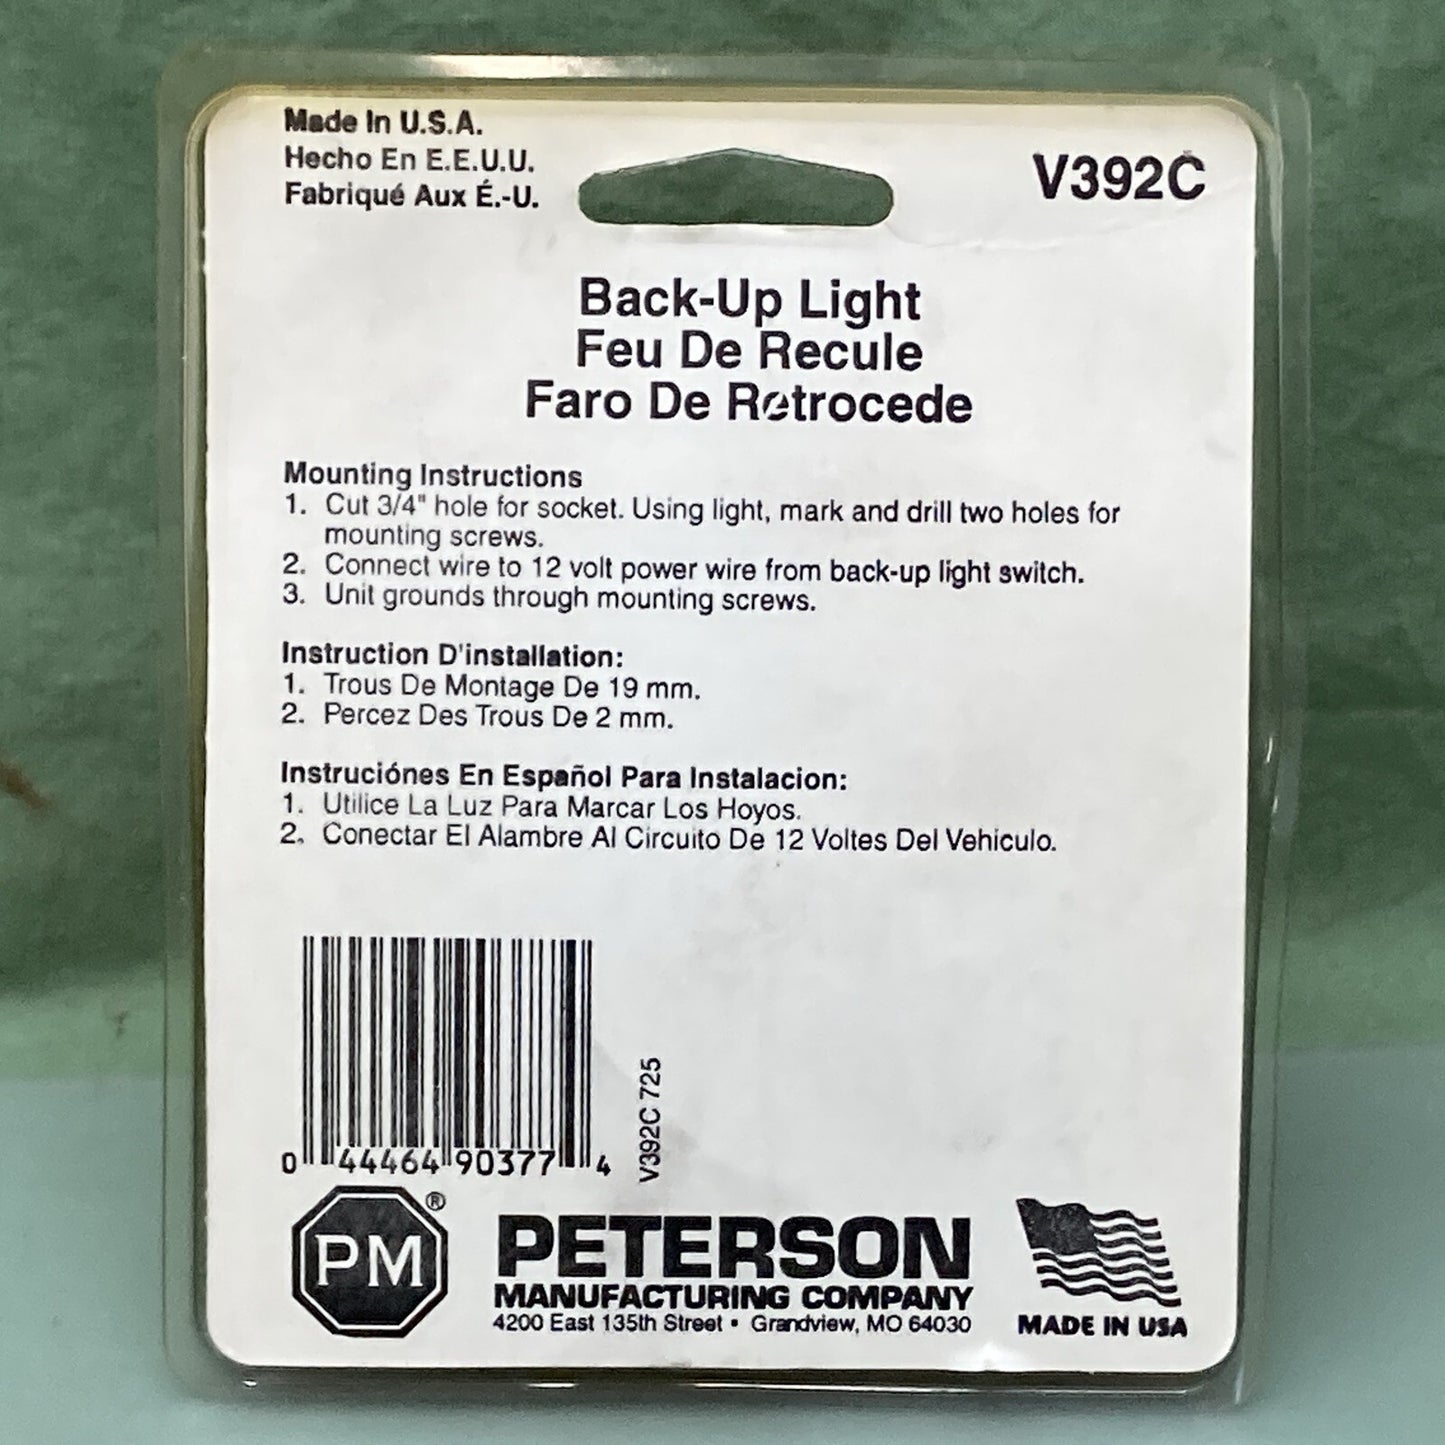 Made In U.S.A.
Hecho En E.E.U.U.
Fabriqué Aux É.-U.
V392C
Back-Up Light
Feu De Recule
Faro De Retrocede
Mounting Instructions
1. Cut 3/4" hole for socket. Using light, mark and drill two holes for
mounting screws.
2. Connect wire to 12 volt power wire from back-up light switch.
3. Unit grounds through mounting screws.
Instruction D'installation:
1. Trous De Montage De 19 mm.
2. Percez Des Trous De 2 mm.
Instruciónes En Español Para Instalacion:
1. Utilice La Luz Para Marcar Los Hoyos.
2. Conectar El Alambre Al Circuito De 12 Voltes Del Vehiculo.
0 44464 90377 4
V392C 725
PM ®
PETERSON
MANUFACTURING COMPANY
4200 East 135th Street • Grandview, MO 64030
MADE IN USA